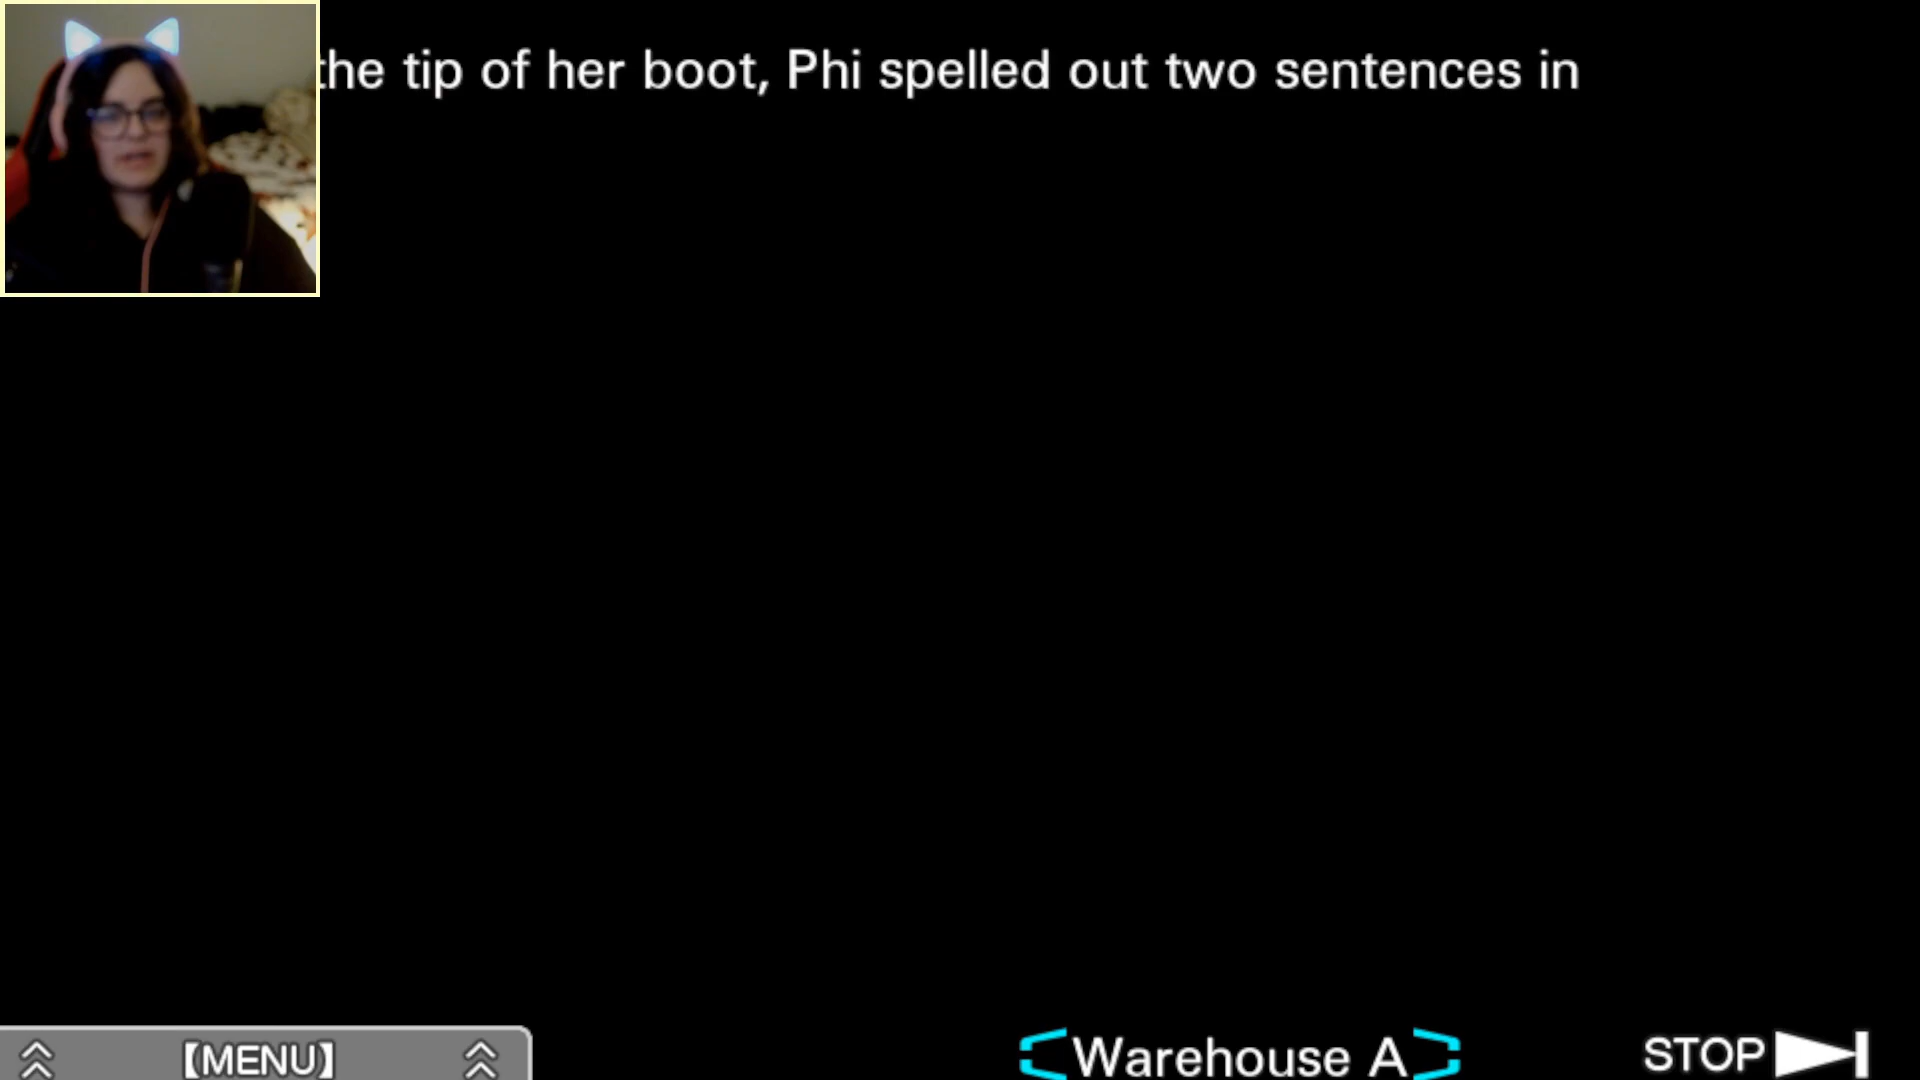 the tip of her boot, Phi spelled out two sentences in
【MENU】
Warehouse A
STOP